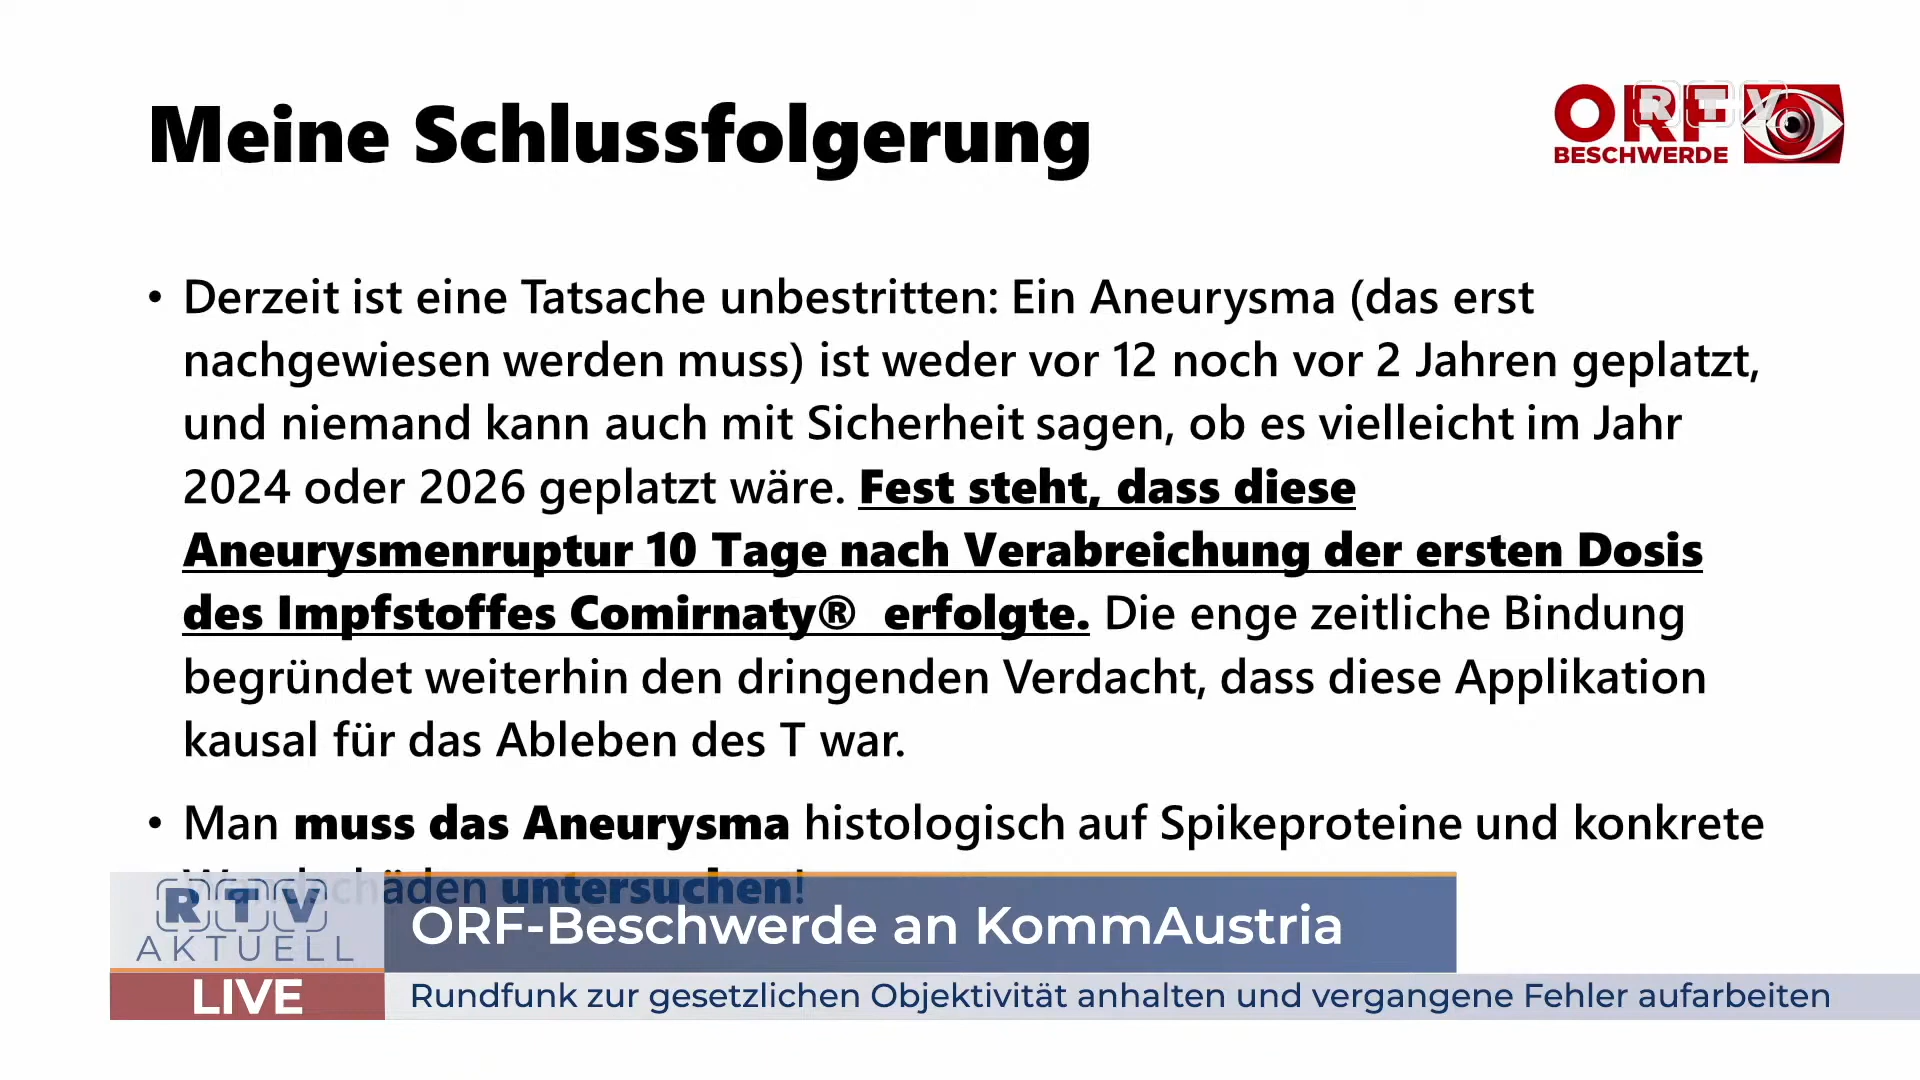 Meine Schlussfolgerung
ORF
RTV
BESCHWERDE
• Derzeit ist eine Tatsache unbestritten: Ein Aneurysma (das erst
nachgewiesen werden muss) ist weder vor 12 noch vor 2 Jahren geplatzt,
und niemand kann auch mit Sicherheit sagen, ob es vielleicht im Jahr
2024 oder 2026 geplatzt wäre. Fest steht, dass diese
Aneurysmenruptur 10 Tage nach Verabreichung der ersten Dosis
des Impfstoffes Comirnaty® erfolgte. Die enge zeitliche Bindung
begründet weiterhin den dringenden Verdacht, dass diese Applikation
kausal für das Ableben des T war.
• Man muss das Aneurysma histologisch auf Spikeproteine und konkrete
Wandschäden untersuchen!
RTV
AKTUELL
ORF-Beschwerde an KommAustria
LIVE
Rundfunk zur gesetzlichen Objektivität anhalten und vergangene Fehler aufarbeiten